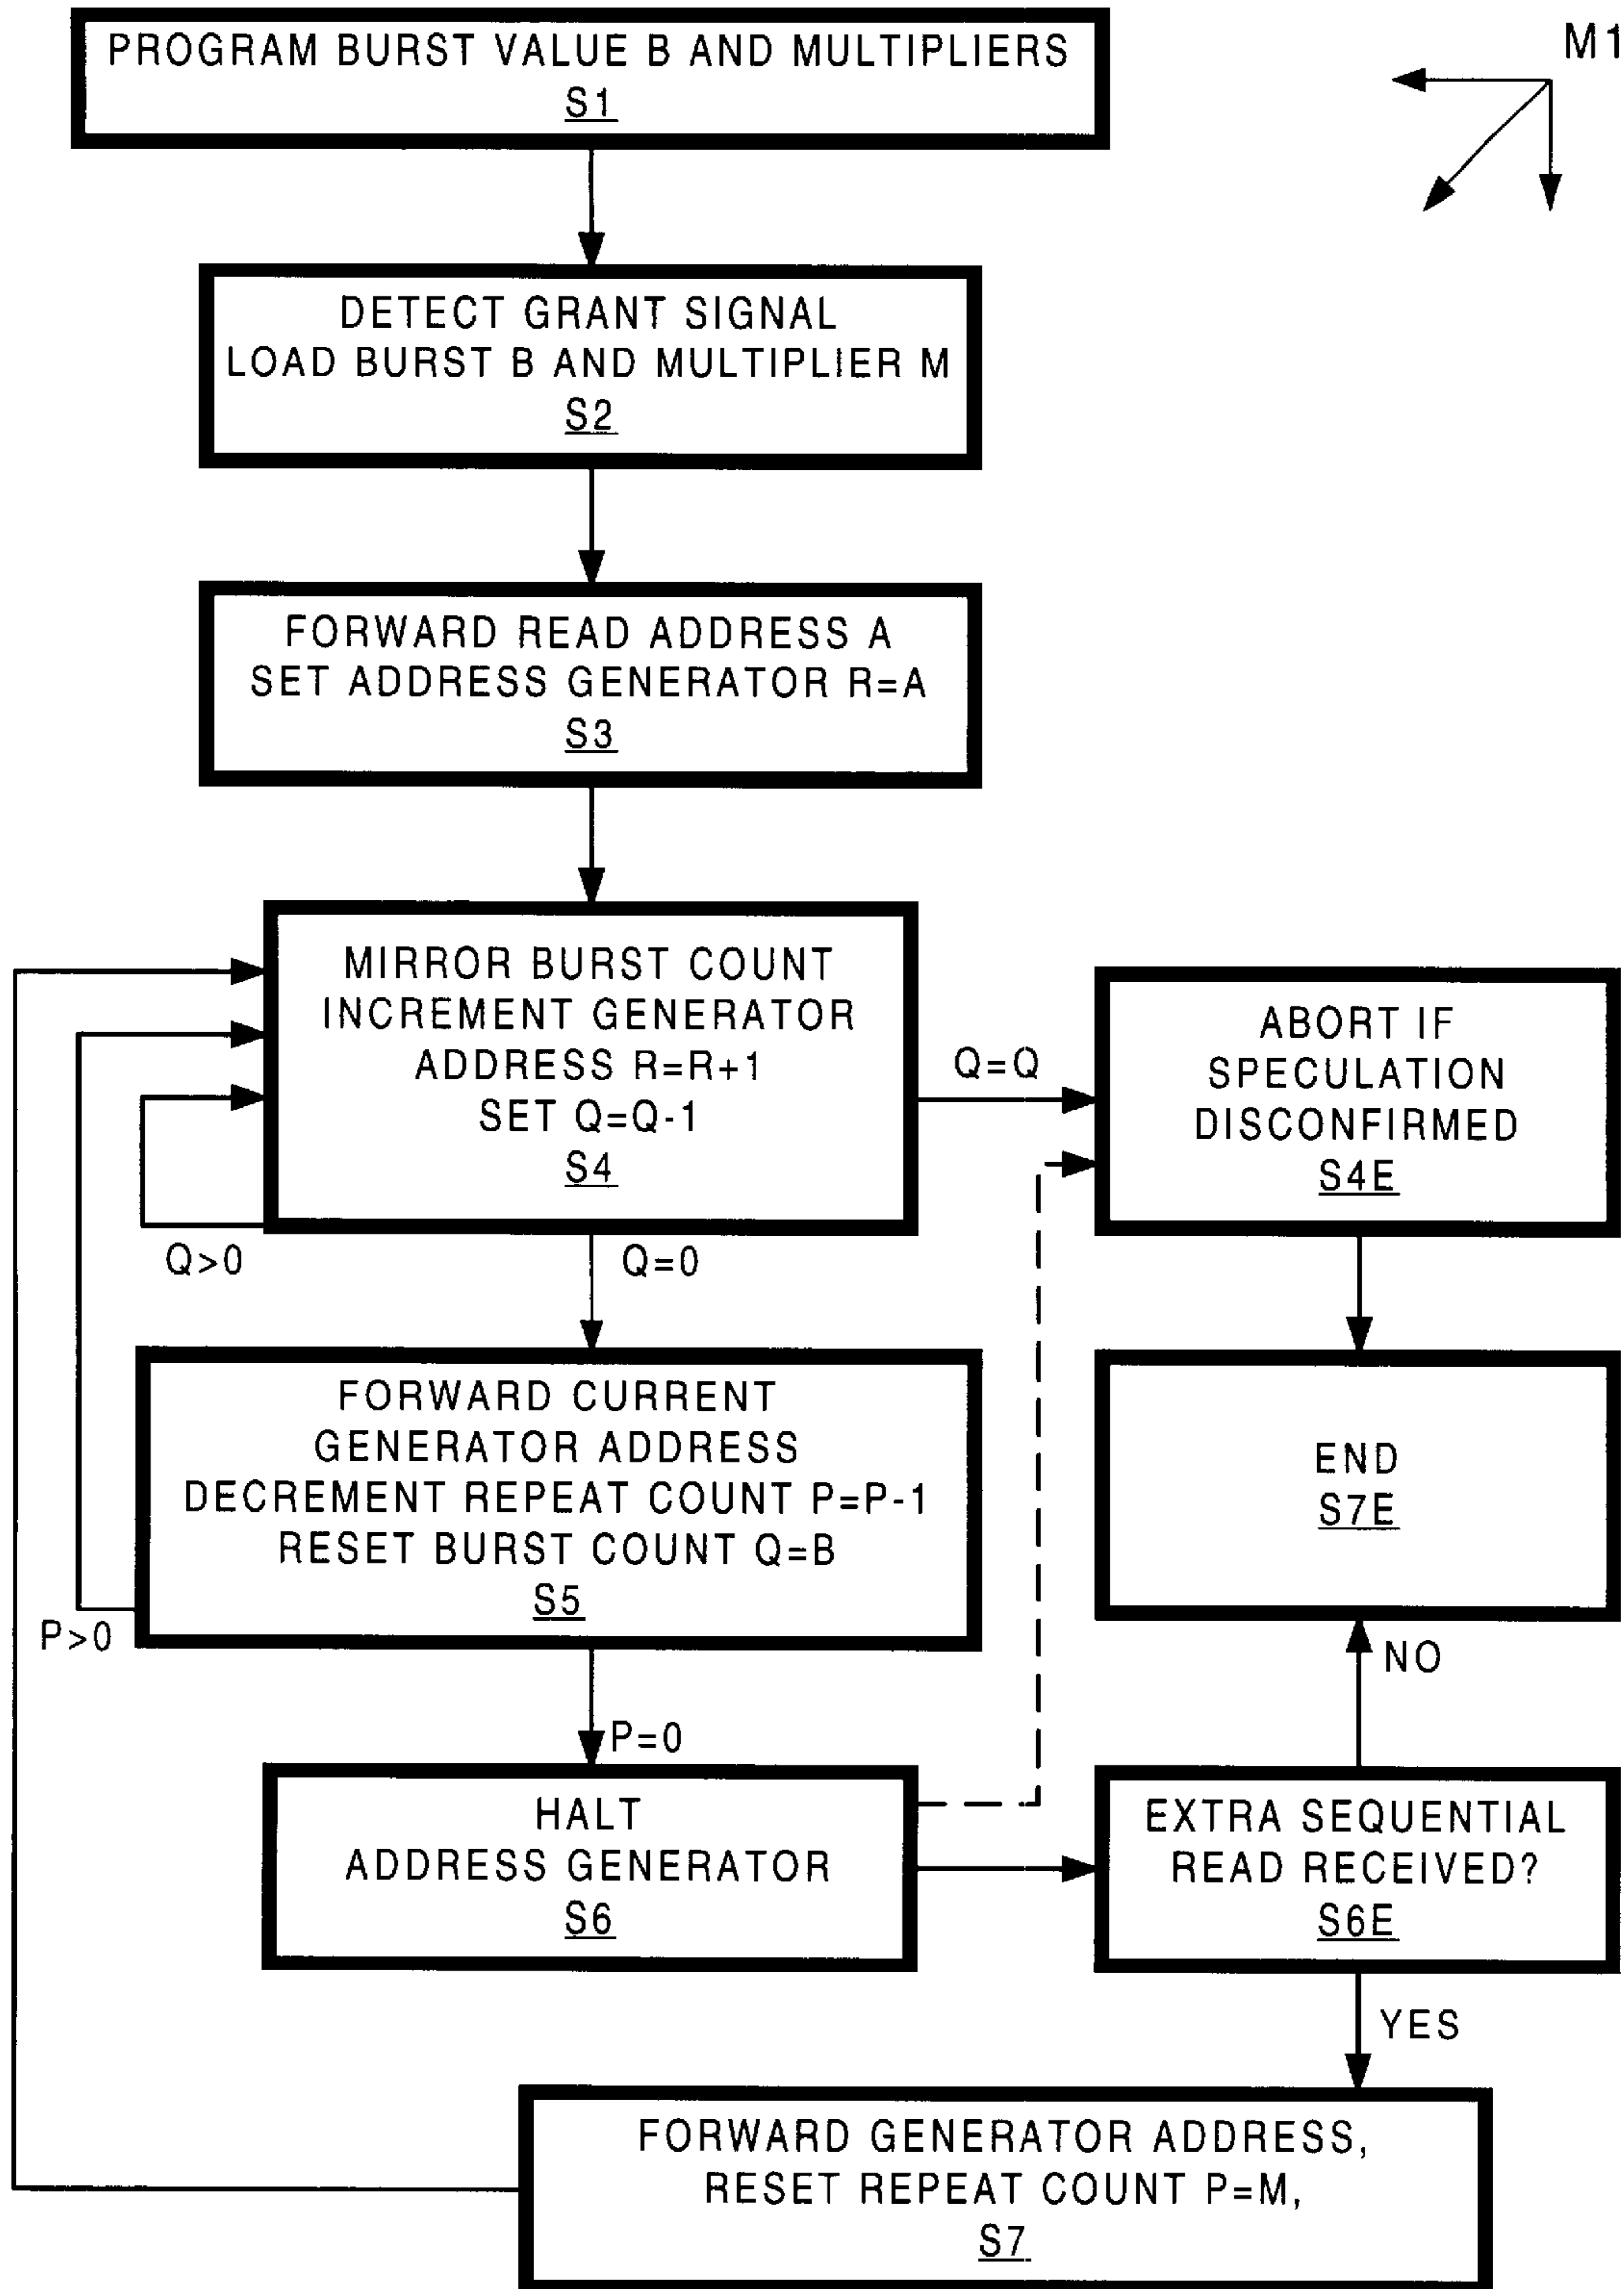 PROGRAM BURST VALUE B AND MULTIPLIERS
S1
M1
DETECT GRANT SIGNAL
LOAD BURST B AND MULTIPLIER M
S2
FORWARD READ ADDRESS A
SET ADDRESS GENERATOR R=A
S3
MIRROR BURST COUNT
INCREMENT GENERATOR
ADDRESS R=R+1
SET Q=Q-1
S4
Q=Q
ABORT IF
SPECULATION
DISCONFIRMED
S4E
Q>0
Q=0
FORWARD CURRENT
GENERATOR ADDRESS
DECREMENT REPEAT COUNT P=P-1
RESET BURST COUNT Q=B
S5
END
S7E
P>0
NO
P=0
HALT
ADDRESS GENERATOR
S6
EXTRA SEQUENTIAL
READ RECEIVED?
S6E
YES
FORWARD GENERATOR ADDRESS,
RESET REPEAT COUNT P=M,
S7